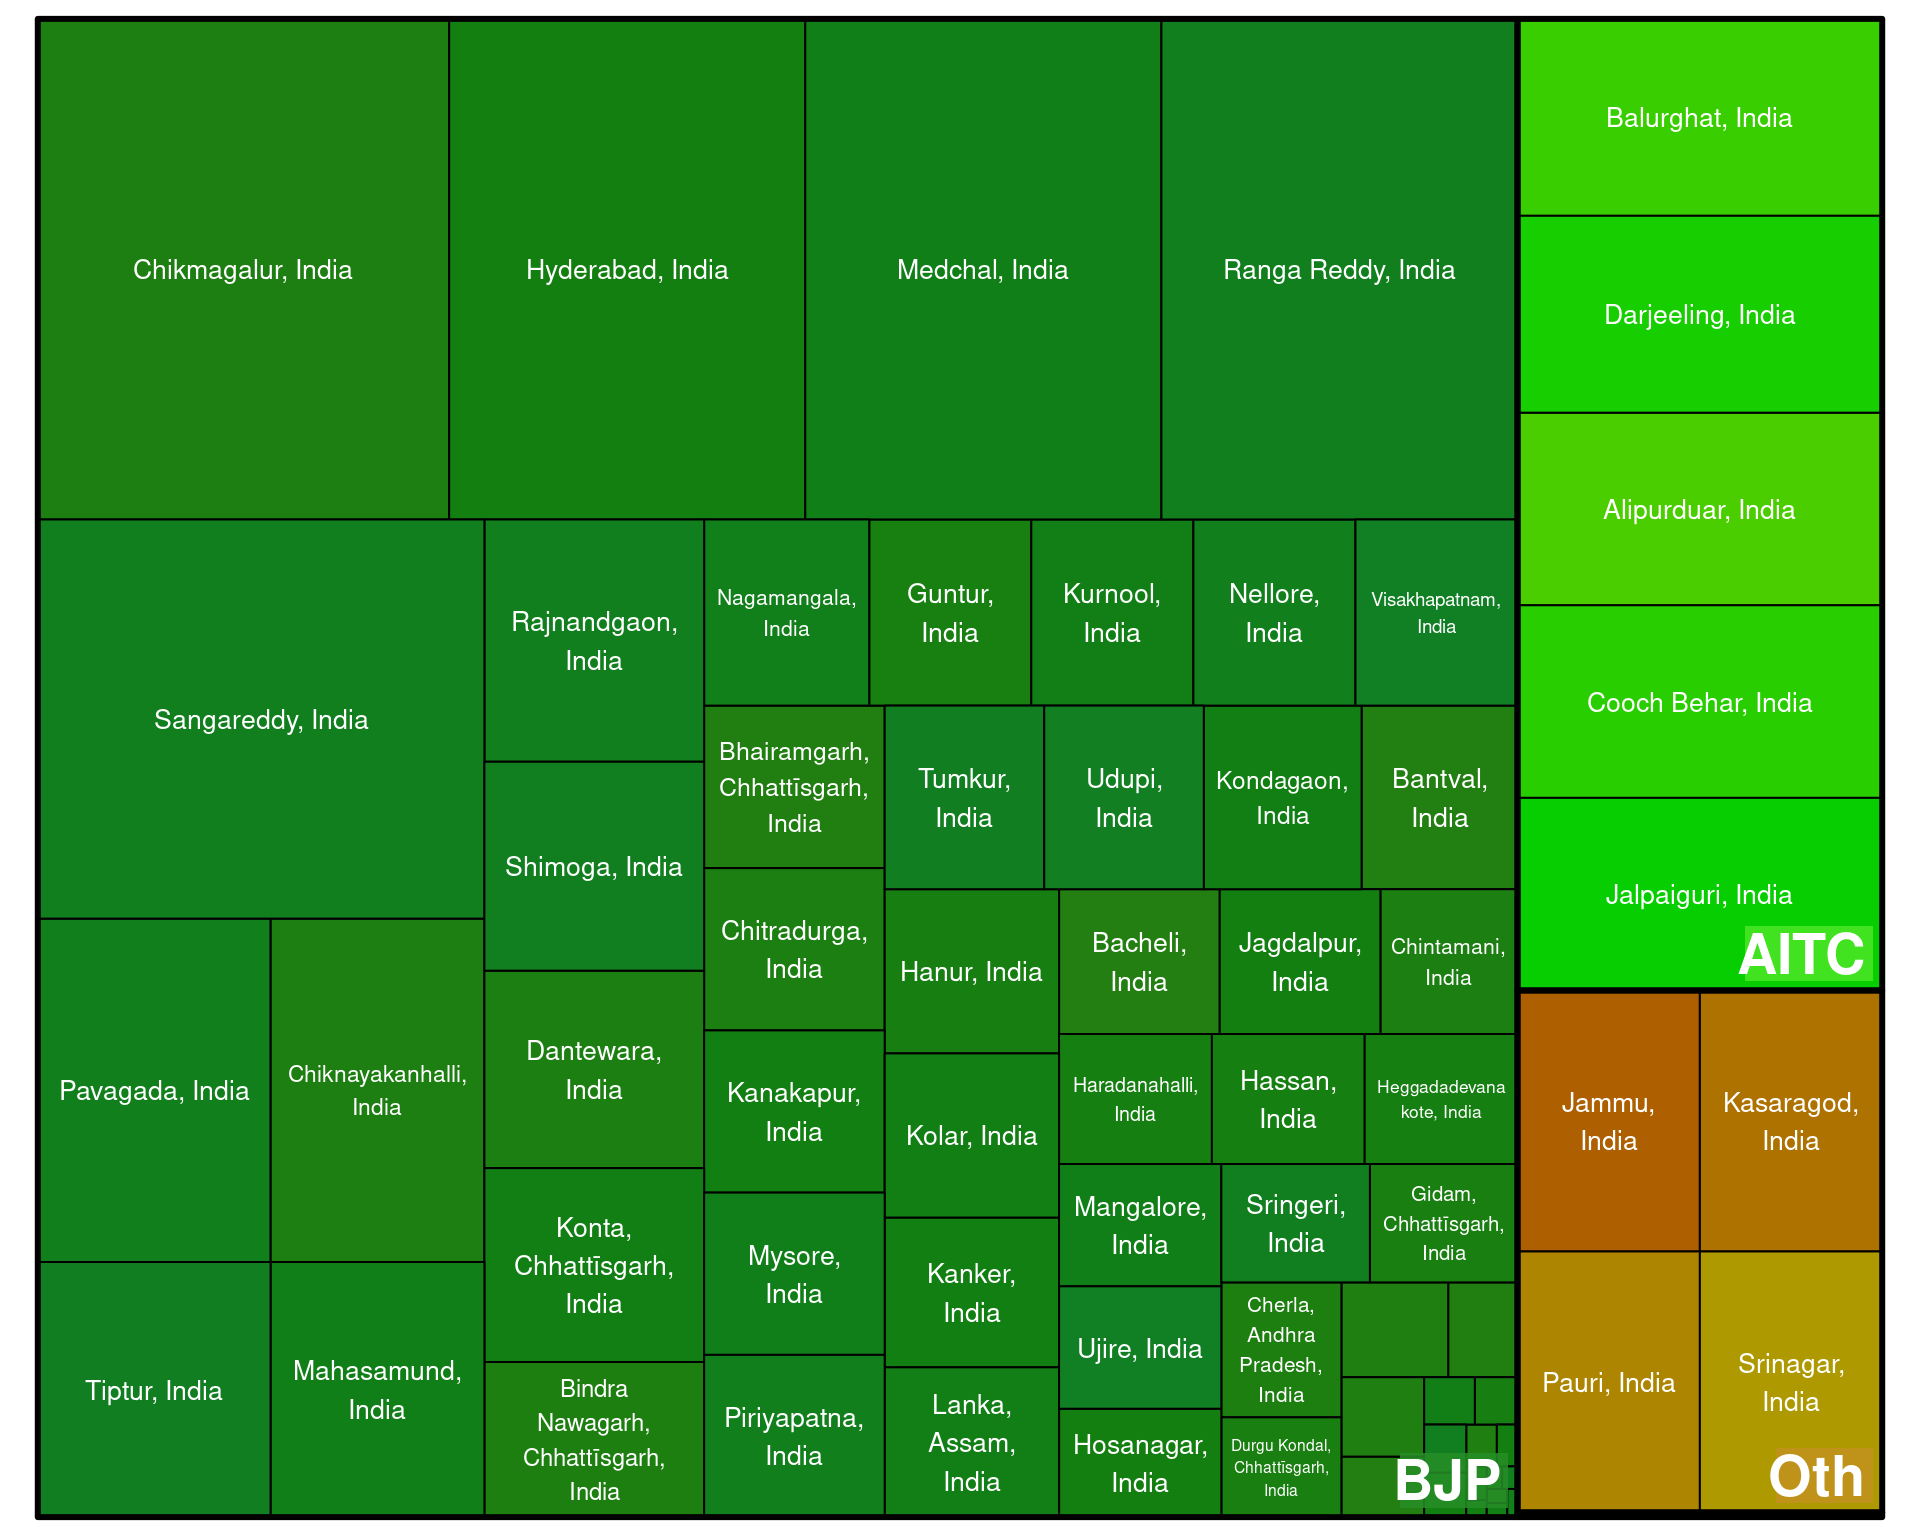 Chikmagalur, India
Hyderabad, India
Medchal, India
Ranga Reddy, India
Balurghat, India
Darjeeling, India
Alipurduar, India
Cooch Behar, India
Jalpaiguri, India
AITC
Sangareddy, India
Rajnandgaon,
India
Nagamangala,
India
Guntur,
India
Kurnool,
India
Nellore,
India
Visakhapatnam,
India
Bhairamgarh,
Chhattīsgarh,
India
Tumkur,
India
Udupi,
India
Kondagaon,
India
Bantval,
India
Shimoga, India
Chitradurga,
India
Hanur, India
Bacheli,
India
Jagdalpur,
India
Chintamani,
India
Pavagada, India
Chiknayakanhalli,
India
Dantewara,
India
Kanakapur,
India
Kolar, India
Haradanahalli,
India
Hassan,
India
Heggadadevana
kote, India
Jammu,
India
Kasaragod,
India
Konta,
Chhattīsgarh,
India
Mysore,
India
Kanker,
India
Mangalore,
India
Sringeri,
India
Gidam,
Chhattīsgarh,
India
Ujire, India
Cherla,
Andhra
Pradesh,
India
Tiptur, India
Mahasamund,
India
Bindra
Nawagarh,
Chhattīsgarh,
India
Piriyapatna,
India
Lanka,
Assam,
India
Hosanagar,
India
Durgu Kondal,
Chhattīsgarh,
India
BJP
Pauri, India
Srinagar,
India
Oth